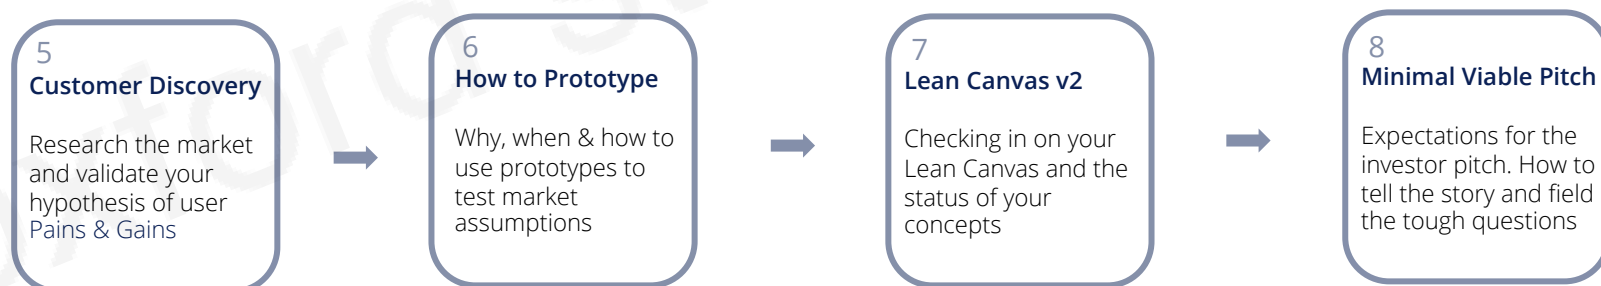 5
Customer Discovery
Research the market
and validate your
hypothesis of user
Pains & Gains
6
How to Prototype
Why, when & how to
use prototypes to
test market
assumptions
7
Lean Canvas v2
Checking in on your
Lean Canvas and the
status of your
concepts
8
Minimal Viable Pitch
Expectations for the
investor pitch. How to
tell the story and field
the tough questions